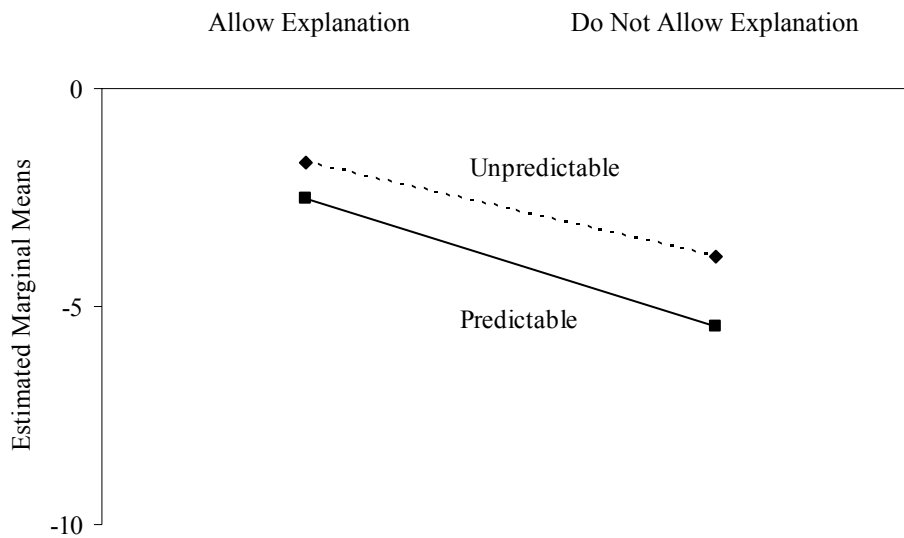 Allow Explanation Do Not Allow Explanation
0
Unpredictable
Estimated Marginal Means
-5
Predictable
-10